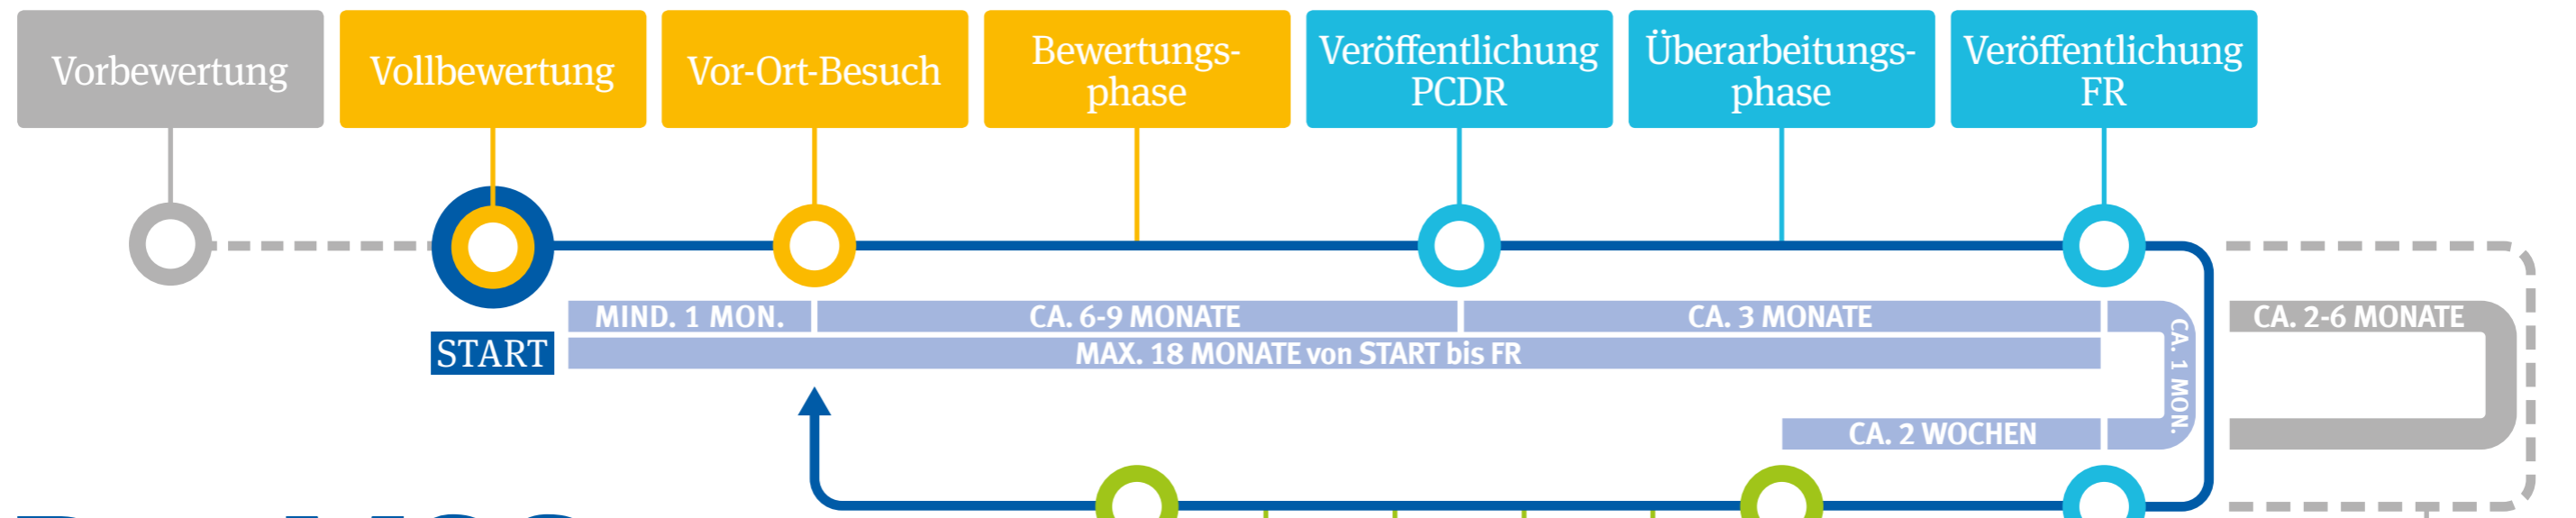 Vorbewertung
Vollbewertung
Vor-Ort-Besuch
Bewertungs-
phase
Veröffentlichung
PCDR
Überarbeitungs-
phase
Veröffentlichung
FR
MIND. 1 MON.
CA. 6-9 MONATE
CA. 3 MONATE
CA. 1 MON.
CA. 2-6 MONATE
START
MAX. 18 MONATE von START bis FR
CA. 2 WOCHEN